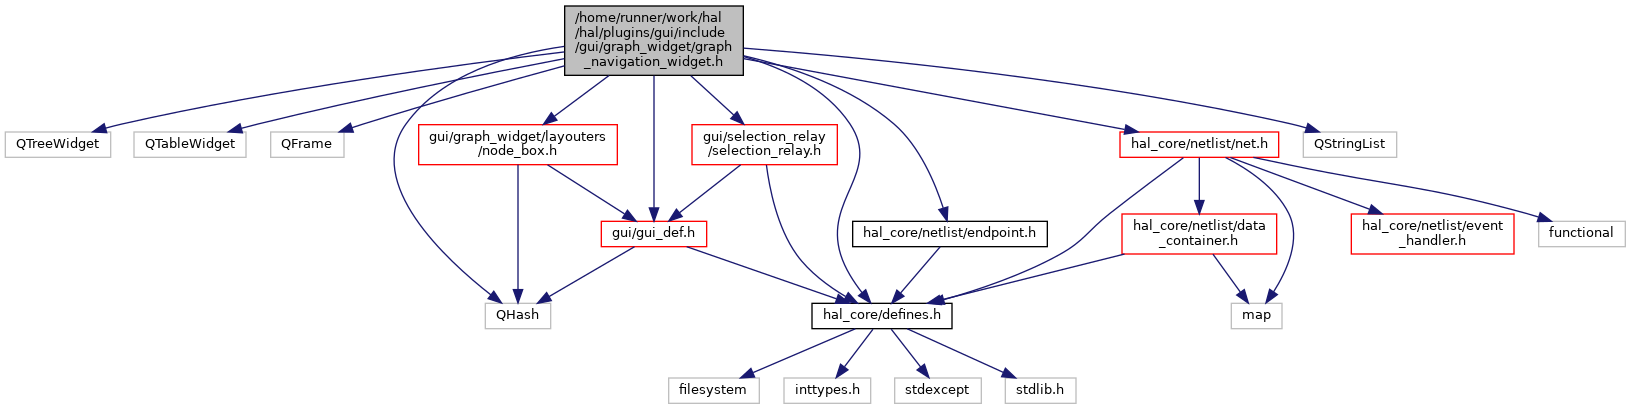 /home/runner/work/hal
/hal/plugins/gui/include
/gui/graph_widget/graph
_navigation_widget.h
QTreeWidget
QTableWidget
QFrame
gui/graph_widget/layouters
/node_box.h
gui/selection_relay
/selection_relay.h
hal_core/netlist/net.h
QStringList
gui/gui_def.h
hal_core/netlist/endpoint.h
hal_core/netlist/data
_container.h
hal_core/netlist/event
_handler.h
functional
QHash
hal_core/defines.h
map
filesystem
inttypes.h
stdexcept
stdlib.h